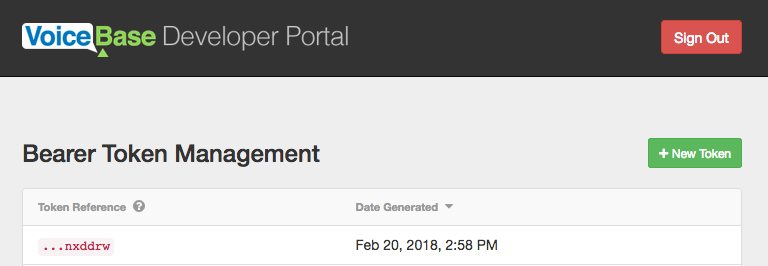 VoiceBase Developer Portal
Sign Out
Bearer Token Management
+ New Token
Token Reference ?
Date Generated
...nxddrw
Feb 20, 2018, 2:58 PM